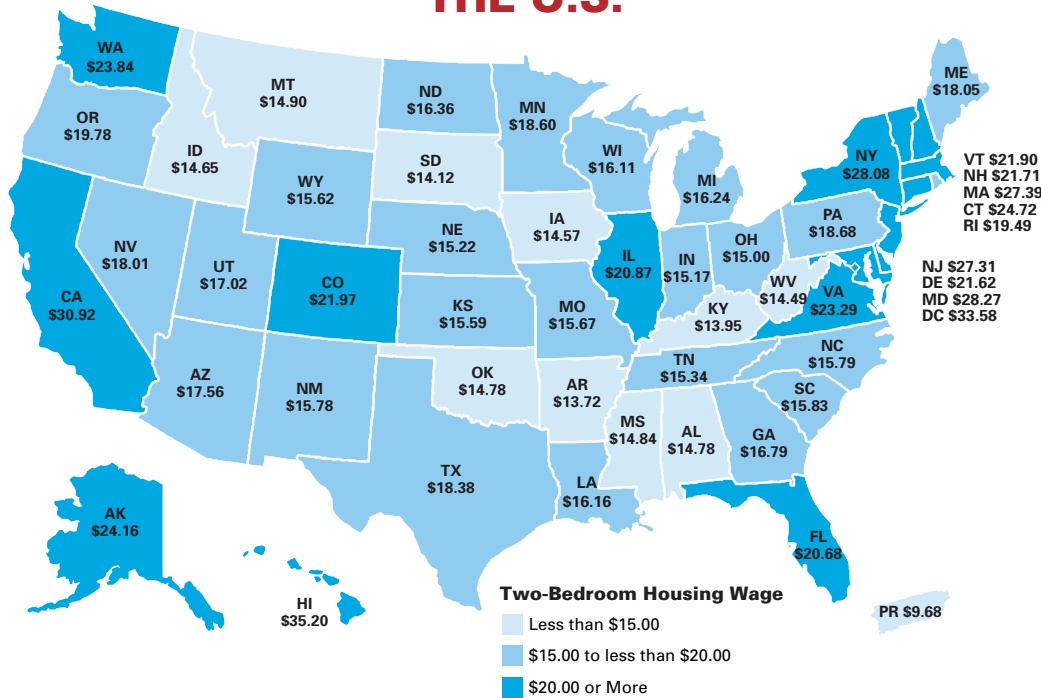 THE U.S.
WA
$23.84
MT
$14.90
ND
$16.36
MN
$18.60
ME
$18.05
OR
$19.78
ID
$14.65
SD
$14.12
WI
$16.11
MI
$16.24
NY
$28.08
VT $21.90
NH $21.71
MA $27.39
CT $24.72
RI $19.49
WY
$15.62
IA
$14.57
NE
$15.22
PA
$18.68
NV
$18.01
UT
$17.02
CO
$21.97
IL
$20.87
IN
$15.17
OH
$15.00
NJ $27.31
DE $21.62
MD $28.27
DC $33.58
CA
$30.92
KS
$15.59
MO
$15.67
KY
$13.95
WV
$14.49
VA
$23.29
AZ
$17.56
NM
$15.78
OK
$14.78
AR
$13.72
TN
$15.34
NC
$15.79
SC
$15.83
MS
$14.84
AL
$14.78
GA
$16.79
TX
$18.38
LA
$16.16
AK
$24.16
FL
$20.68
HI
$35.20
PR $9.68
Two-Bedroom Housing Wage
Less than $15.00
$15.00 to less than $20.00
$20.00 or More